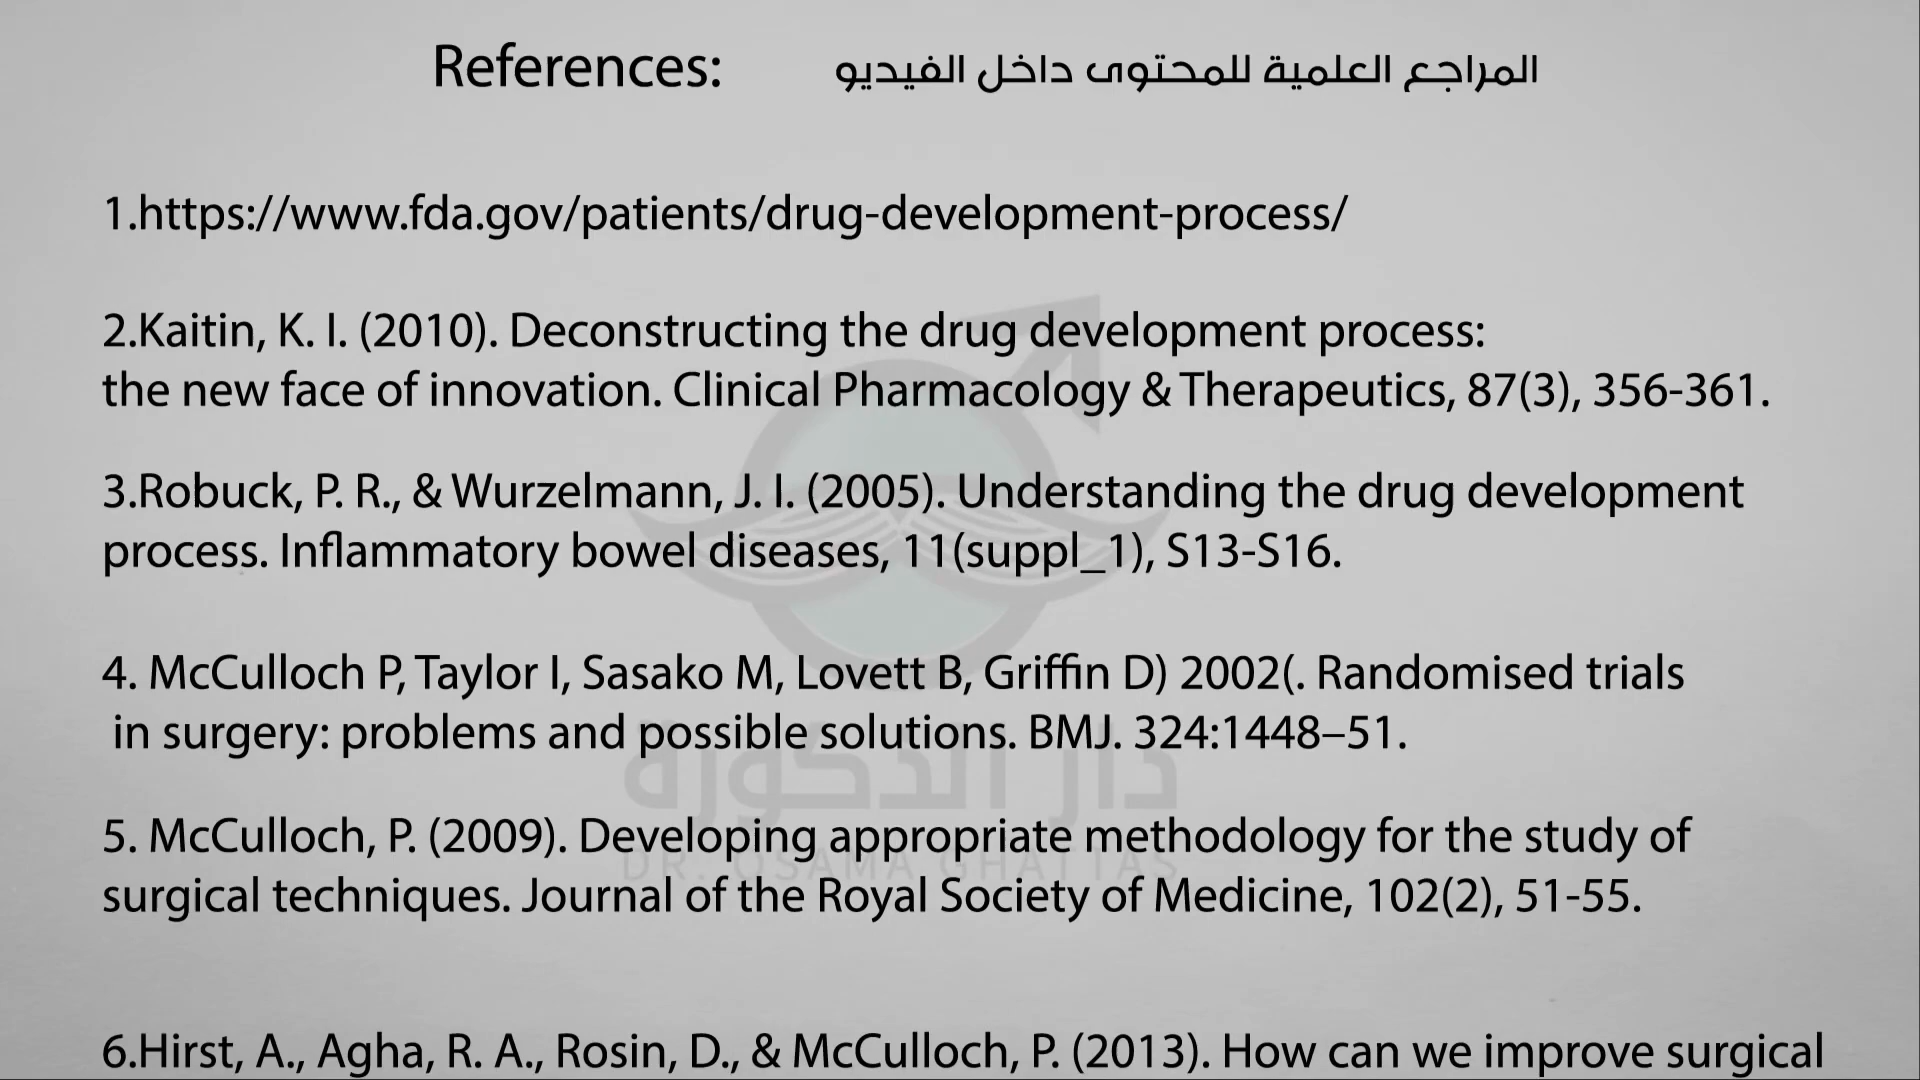 References: المراجع العلمية للمحتوى داخل الفيديو
1.https://www.fda.gov/patients/drug-development-process/
2.Kaitin, K. I. (2010). Deconstructing the drug development process:
the new face of innovation. Clinical Pharmacology & Therapeutics, 87(3), 356-361.
3.Robuck, P. R., & Wurzelmann, J. I. (2005). Understanding the drug development
process. Inflammatory bowel diseases, 11(suppl_1), S13-S16.
4. McCulloch P, Taylor I, Sasako M, Lovett B, Griffin D) 2002(. Randomised trials
in surgery: problems and possible solutions. BMJ. 324:1448–51.
دار الذكورة
5. McCulloch, P. (2009). Developing appropriate methodology for the study of
DR. OSAMA GHATTAS
surgical techniques. Journal of the Royal Society of Medicine, 102(2), 51-55.
6.Hirst, A., Agha, R. A., Rosin, D., & McCulloch, P. (2013). How can we improve surgical